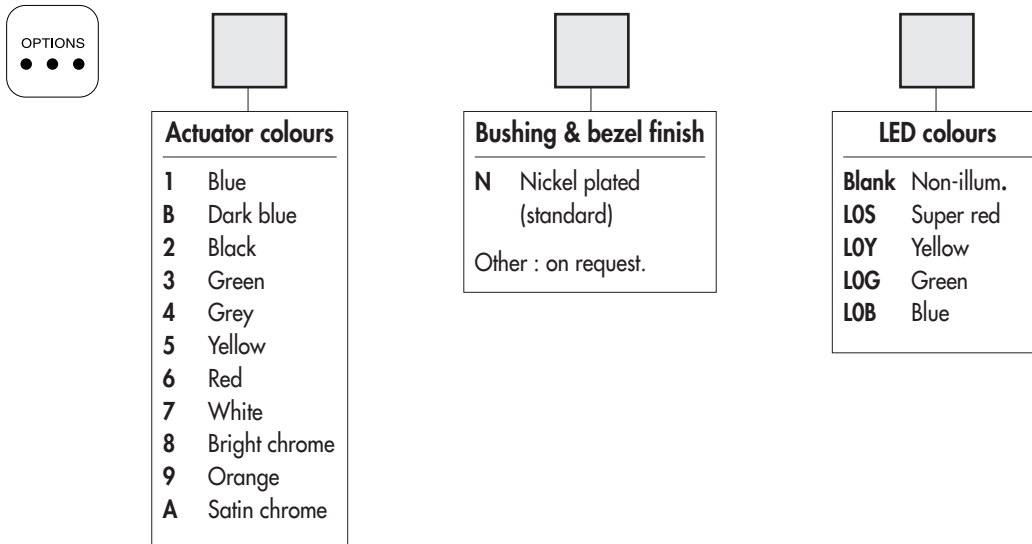 OPTIONS
Actuator colours
1 Blue
B Dark blue
2 Black
3 Green
4 Grey
5 Yellow
6 Red
7 White
8 Bright chrome
9 Orange
A Satin chrome
Bushing & bezel finish
N Nickel plated
(standard)
Other : on request.
LED colours
Blank Non-illum.
L0S Super red
L0Y Yellow
L0G Green
L0B Blue